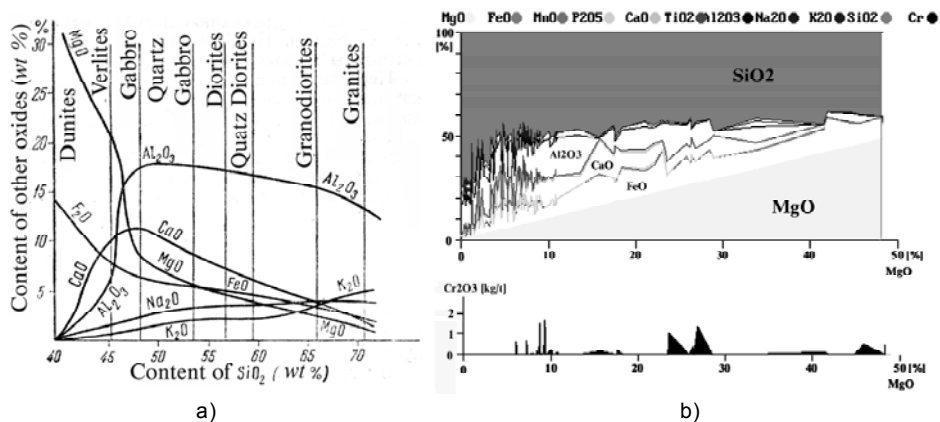 Content of other oxides (wt %)
30
25
20
15
10
5
MgO
Dunites
Verlites
Gabbro
Quartz
Gabbro
Diorites
Quatz Diorites
Granodiorites
Granites
Al₂O₃
Al₂O₃
F₂O
CaO
CaO
MgO
FeO
K₂O
Al₂O₃
Na₂O
K₂O
MgO
40 45 50 55 60 65 70
Content of SiO₂ (wt %)
a)
MgO FeO MnO P2O5 CaO TiO2 Al2O3 Na2O K2O SiO2 Cr
100
[%]
50
0
SiO2
Al2O3
CaO
FeO
MgO
0 10 20 30 40 50 [%]
MgO
Cr2O3 [kg/t]
2
1
0
0 10 20 30 40 50 [%]
MgO
b)